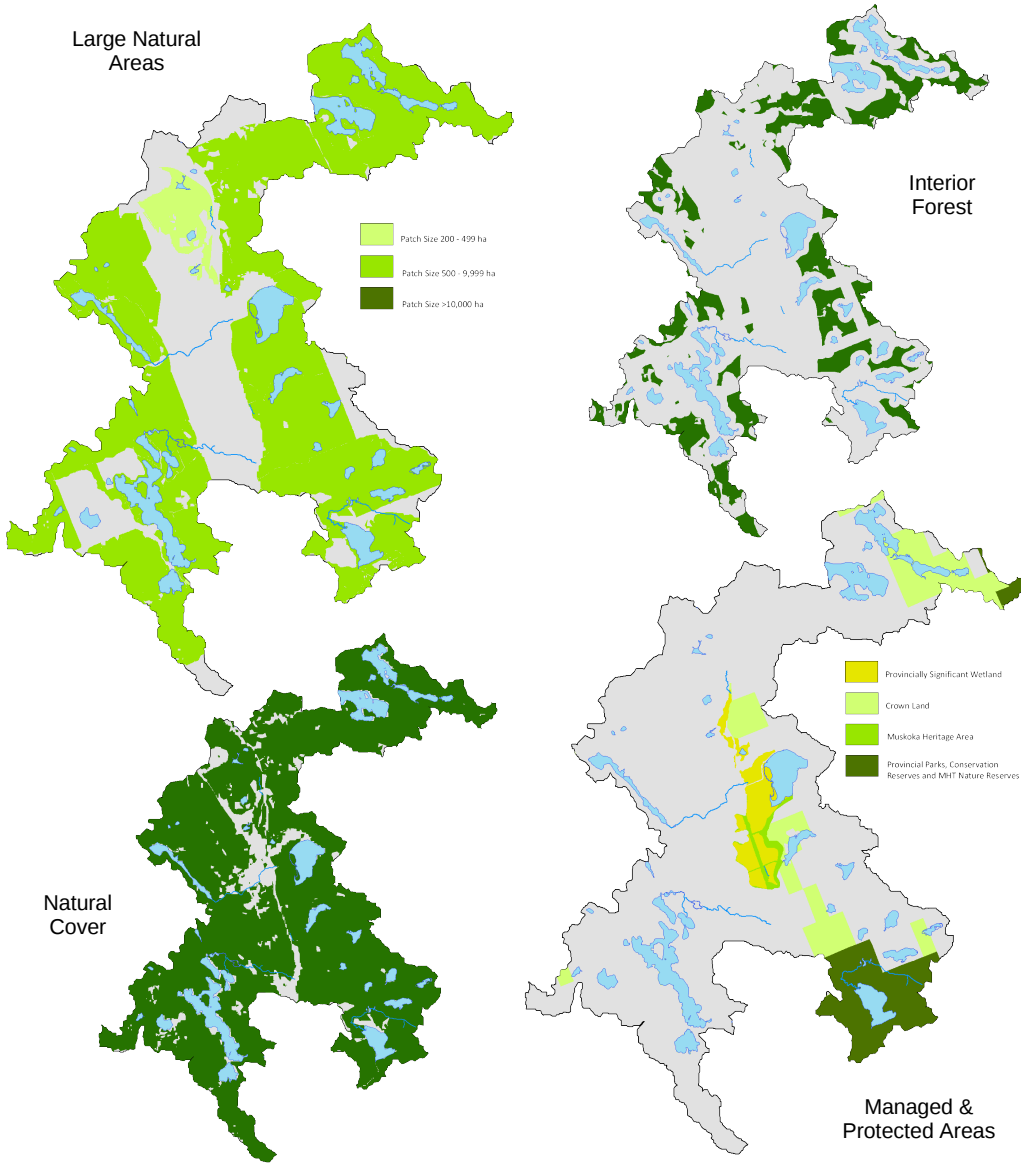 Large Natural
Areas
Patch Size 200 - 499 ha
Patch Size 500 - 9,999 ha
Patch Size >10,000 ha
Interior
Forest
Natural
Cover
Provincially Significant Wetland
Crown Land
Muskoka Heritage Area
Provincial Parks, Conservation
Reserves and MHT Nature Reserves
Managed &
Protected Areas